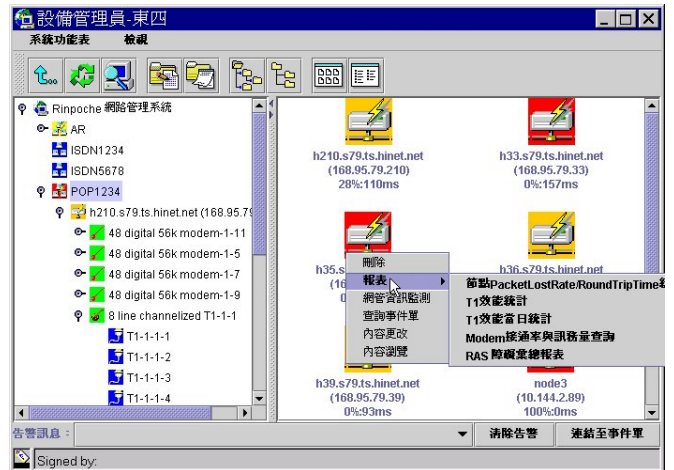 設備管理員-東四
系統功能表 檢視
Rinpoche 網路管理系統
AR
ISDN1234
ISDN5678
POP1234
h210.s79.ts.hinet.net (168.95.79
48 digital 56k modem-1-11
48 digital 56k modem-1-5
48 digital 56k modem-1-7
48 digital 56k modem-1-9
8 line channelized T1-1-1
T1-1-1-1
T1-1-1-2
T1-1-1-3
T1-1-1-4
h210.s79.ts.hinet.net
(168.95.79.210)
28%:110ms
h33.s79.ts.hinet.net
(168.95.79.33)
0%:157ms
h35.s
(16
0
h36.s79.ts.hinet.net
刪除
報表
網管資訊監測
查詢事件單
內容更改
內容瀏覽
節點PacketLostRate/RoundTripTime
T1效能統計
T1效能當日統計
Modem接通率與訊務量查詢
RAS 障礙彙總報表
h39.s79.ts.hinet.net
(168.95.79.39)
0%:93ms
node3
(10.144.2.89)
100%:0ms
告警訊息：
清除告警
連結至事件單
Signed by: